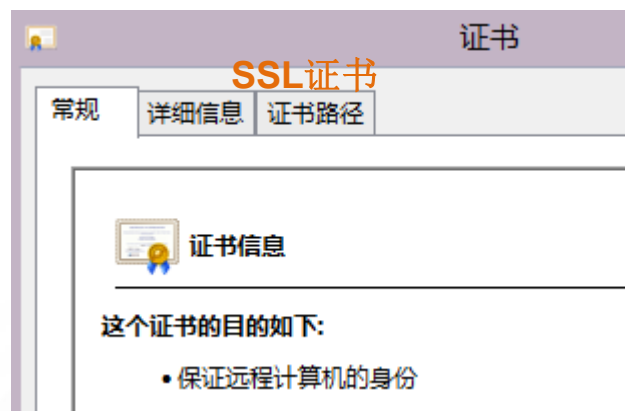 证书
SSL证书
常规 详细信息 证书路径
证书信息
这个证书的目的如下:
• 保证远程计算机的身份